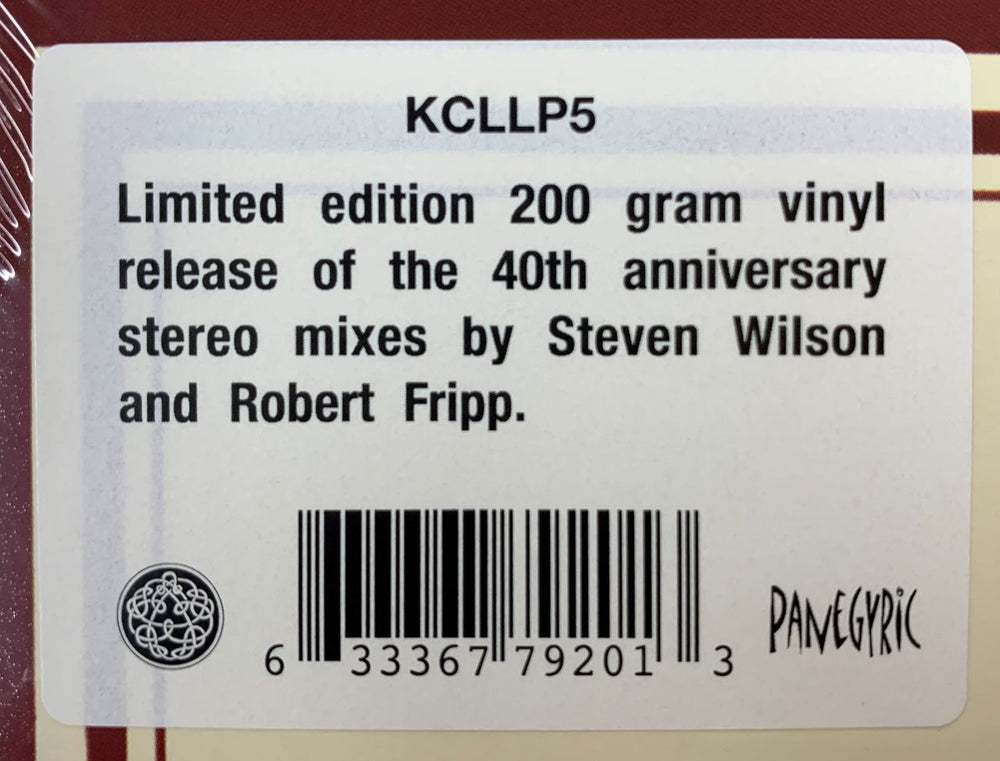 KCLLP5
Limited edition 200 gram vinyl
release of the 40th anniversary
stereo mixes by Steven Wilson
and Robert Fripp.
6 33367 79201 3
PANEGYRIC